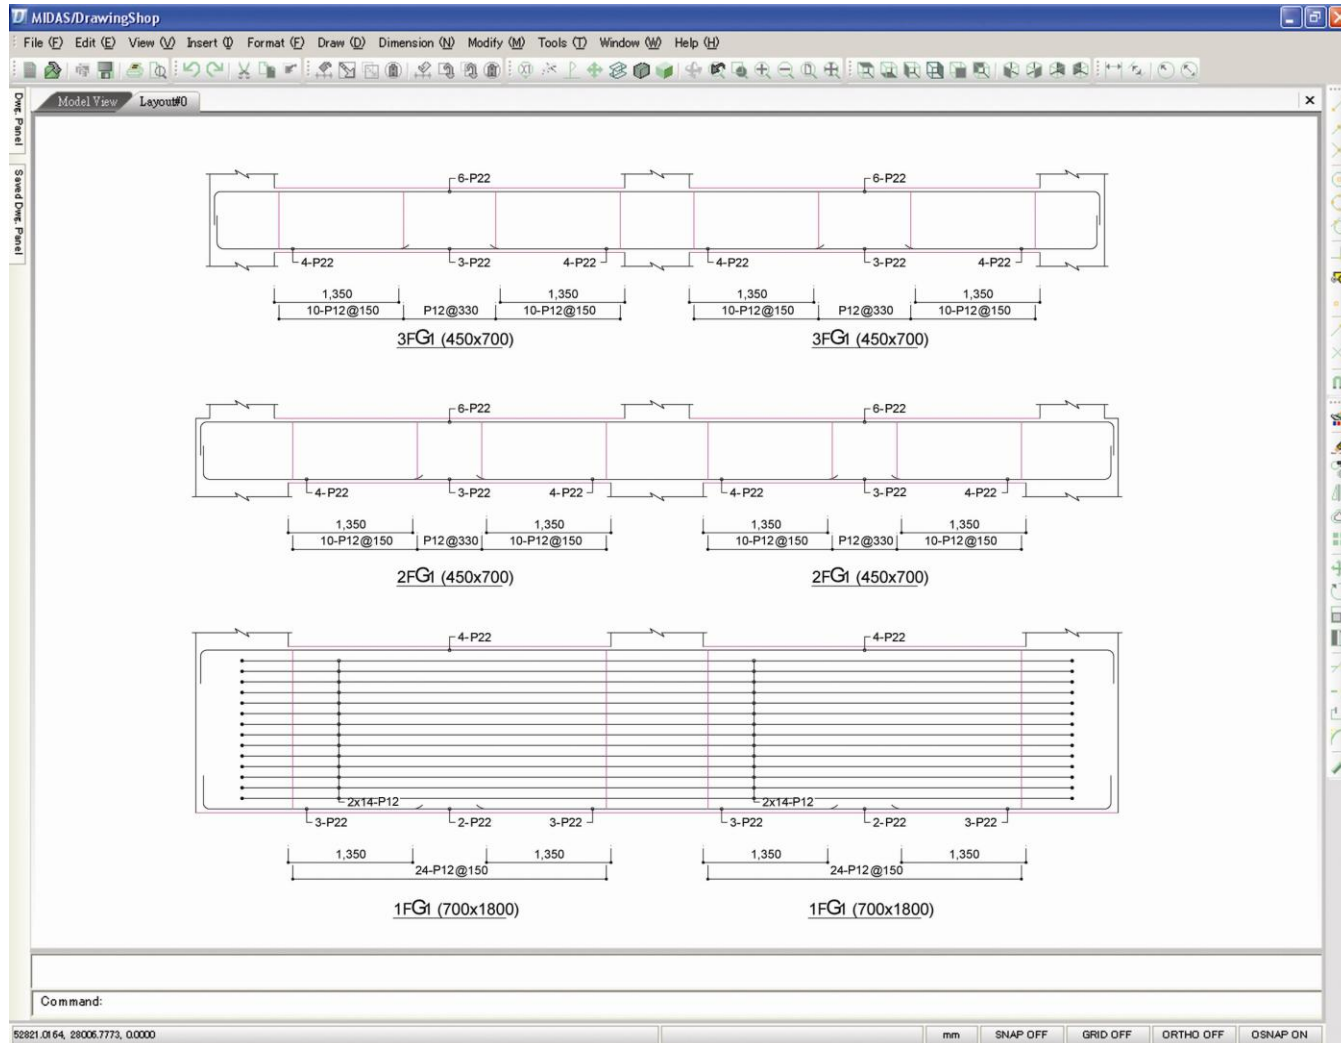 MIDAS/DrawingShop
File (F) Edit (E) View (V) Insert (I) Format (F) Draw (D) Dimension (N) Modify (M) Tools (T) Window (W) Help (H)
Dwg. Panel
Saved Dwg. Panel
Model View Layout#0
6-P22 6-P22
4-P22 3-P22 4-P22 4-P22 3-P22 4-P22
1,350 1,350 1,350 1,350
10-P12@150 P12@330 10-P12@150 10-P12@150 P12@330 10-P12@150
3FG1 (450x700) 3FG1 (450x700)
6-P22 6-P22
4-P22 3-P22 4-P22 4-P22 3-P22 4-P22
1,350 1,350 1,350 1,350
10-P12@150 P12@330 10-P12@150 10-P12@150 P12@330 10-P12@150
2FG1 (450x700) 2FG1 (450x700)
4-P22 4-P22
2x14-P12 2x14-P12
3-P22 2-P22 3-P22 3-P22 2-P22 3-P22
1,350 1,350 1,350 1,350
24-P12@150 24-P12@150
1FG1 (700x1800) 1FG1 (700x1800)
Command:
52821.0164, 28006.7773, 0.0000 mm SNAP OFF GRID OFF ORTHO OFF OSNAP ON